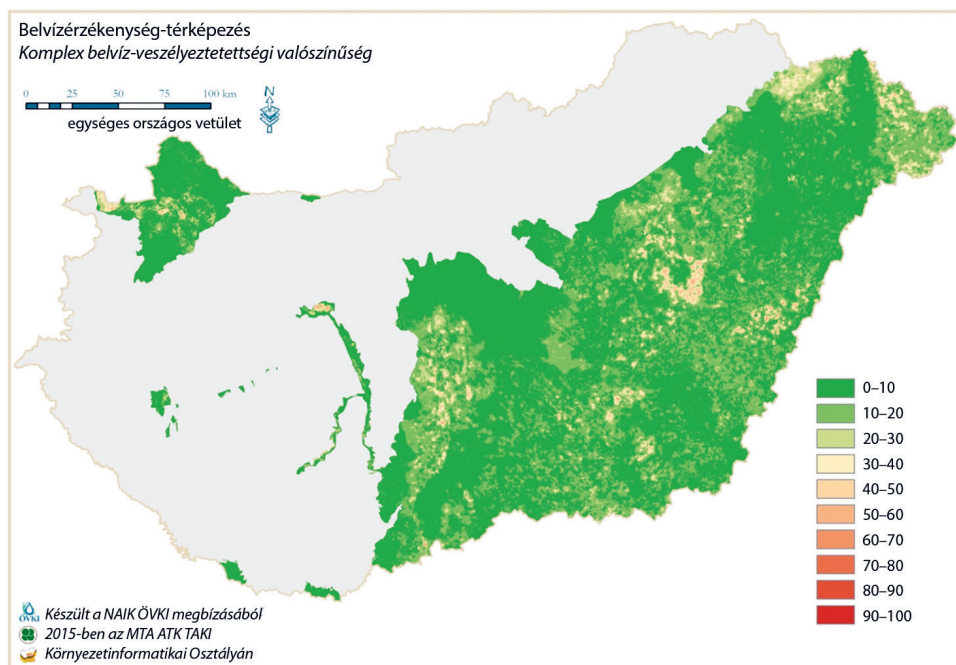 Belvízérzékenység-térképezés
Komplex belvíz-veszélyeztetettségi valószínűség
0 25 50 75 100 km
N
egységes országos vetület
0–10
10–20
20–30
30–40
40–50
50–60
60–70
70–80
80–90
90–100
ÖVKI Készült a NAIK ÖVKI megbízásából
2015-ben az MTA ATK TAKI
Környezetinformatikai Osztályán